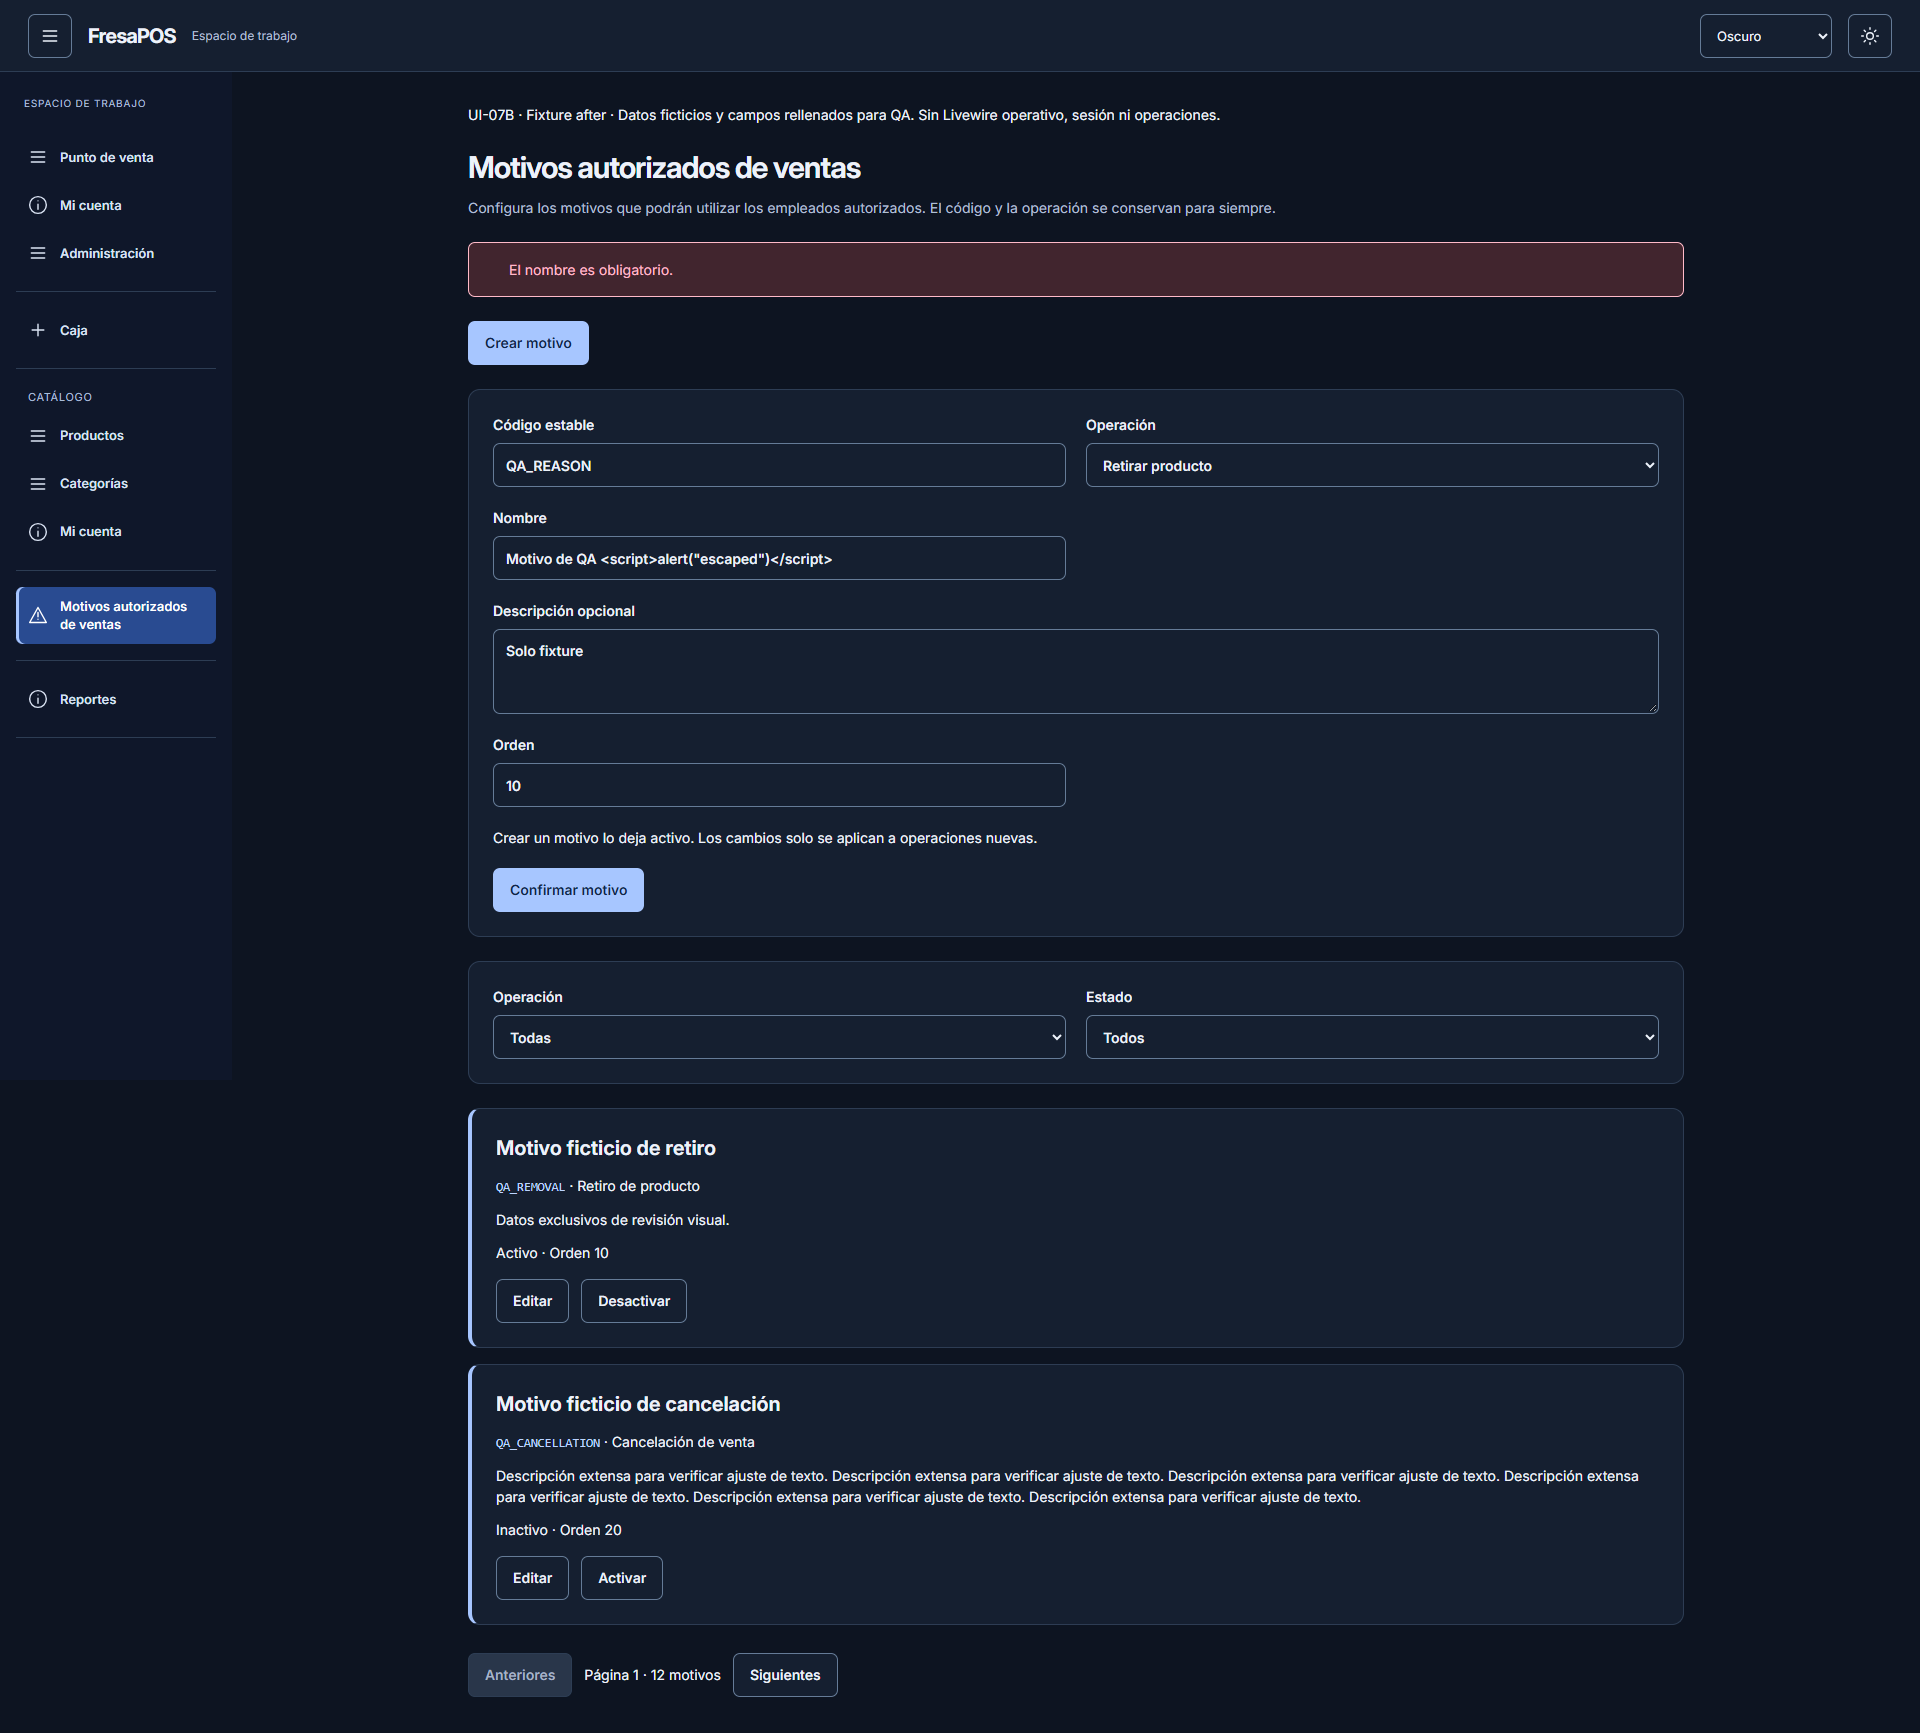 FresaPOS
Espacio de trabajo
Oscuro
ESPACIO DE TRABAJO
Punto de venta
Mi cuenta
Administración
Caja
CATÁLOGO
Productos
Categorías
Mi cuenta
Motivos autorizados
de ventas
Reportes
UI-07B · Fixture after · Datos ficticios y campos rellenados para QA. Sin Livewire operativo, sesión ni operaciones.
Motivos autorizados de ventas
Configura los motivos que podrán utilizar los empleados autorizados. El código y la operación se conservan para siempre.
El nombre es obligatorio.
Crear motivo
Código estable
QA_REASON
Operación
Retirar producto
Nombre
Motivo de QA <script>alert("escaped")</script>
Descripción opcional
Solo fixture
Orden
10
Crear un motivo lo deja activo. Los cambios solo se aplican a operaciones nuevas.
Confirmar motivo
Operación
Todas
Estado
Todos
Motivo ficticio de retiro
QA_REMOVAL · Retiro de producto
Datos exclusivos de revisión visual.
Activo · Orden 10
Editar
Desactivar
Motivo ficticio de cancelación
QA_CANCELLATION · Cancelación de venta
Descripción extensa para verificar ajuste de texto. Descripción extensa para verificar ajuste de texto. Descripción extensa para verificar ajuste de texto. Descripción extensa
para verificar ajuste de texto. Descripción extensa para verificar ajuste de texto. Descripción extensa para verificar ajuste de texto.
Inactivo · Orden 20
Editar
Activar
Anteriores
Página 1 · 12 motivos
Siguientes